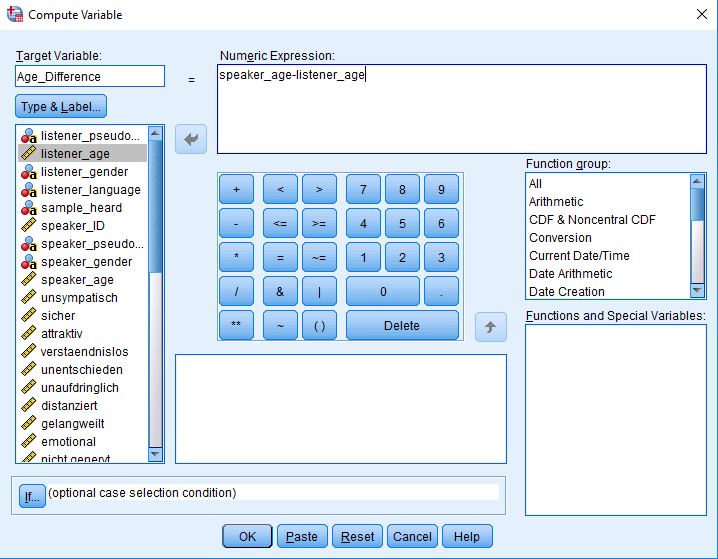 Compute Variable
Target Variable:
Age_Difference
=
Numeric Expression:
speaker_age-listener_age
Type & Label...
listener_pseudo...
listener_age
listener_gender
listener_language
sample_heard
speaker_ID
speaker_pseudo...
speaker_gender
speaker_age
unsympatisch
sicher
attraktiv
verstaendnislos
unentschieden
unaufdringlich
distanziert
gelangweilt
emotional
nicht genervt
+ < > 7 8 9
- <= >= 4 5 6
* = ~= 1 2 3
/ & | 0 .
** ~ ( ) Delete
Function group:
All
Arithmetic
CDF & Noncentral CDF
Conversion
Current Date/Time
Date Arithmetic
Date Creation
Functions and Special Variables:
If... (optional case selection condition)
OK Paste Reset Cancel Help